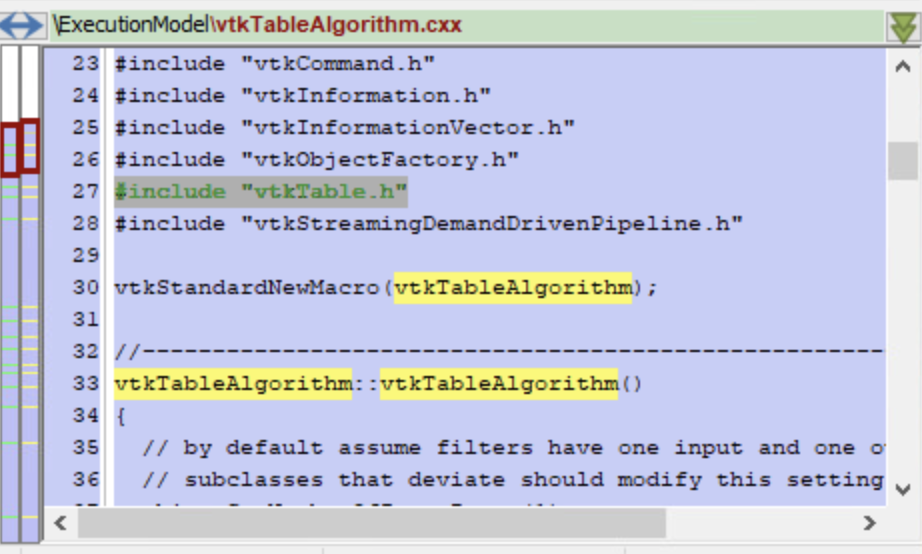 \ExecutionModel\vtkTableAlgorithm.cxx
23 #include "vtkCommand.h"
24 #include "vtkInformation.h"
25 #include "vtkInformationVector.h"
26 #include "vtkObjectFactory.h"
27 #include "vtkTable.h"
28 #include "vtkStreamingDemandDrivenPipeline.h"
29
30 vtkStandardNewMacro(vtkTableAlgorithm);
31
32 //-----------------------------------------------------
33 vtkTableAlgorithm::vtkTableAlgorithm()
34 {
35   // by default assume filters have one input and one o
36   // subclasses that deviate should modify this setting